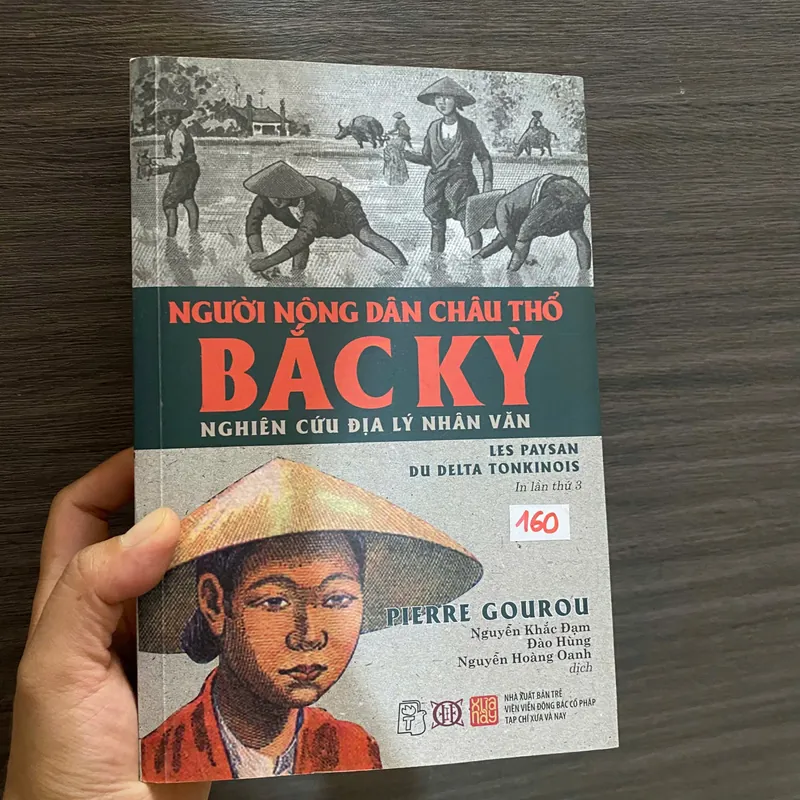 NGƯỜI NÔNG DÂN CHÂU THỔ
BẮC KỲ
NGHIÊN CỨU ĐỊA LÝ NHÂN VĂN
LES PAYSAN
DU DELTA TONKINOIS
In lần thứ 3
160
PIERRE GOUROU
Nguyễn Khắc Đạm
Đào Hùng
Nguyễn Hoàng Oanh
dịch
XƯA
NAY
NHÀ XUẤT BẢN TRẺ
VIỆN VIỄN ĐÔNG BÁC CỔ PHÁP
TẠP CHÍ XƯA VÀ NAY